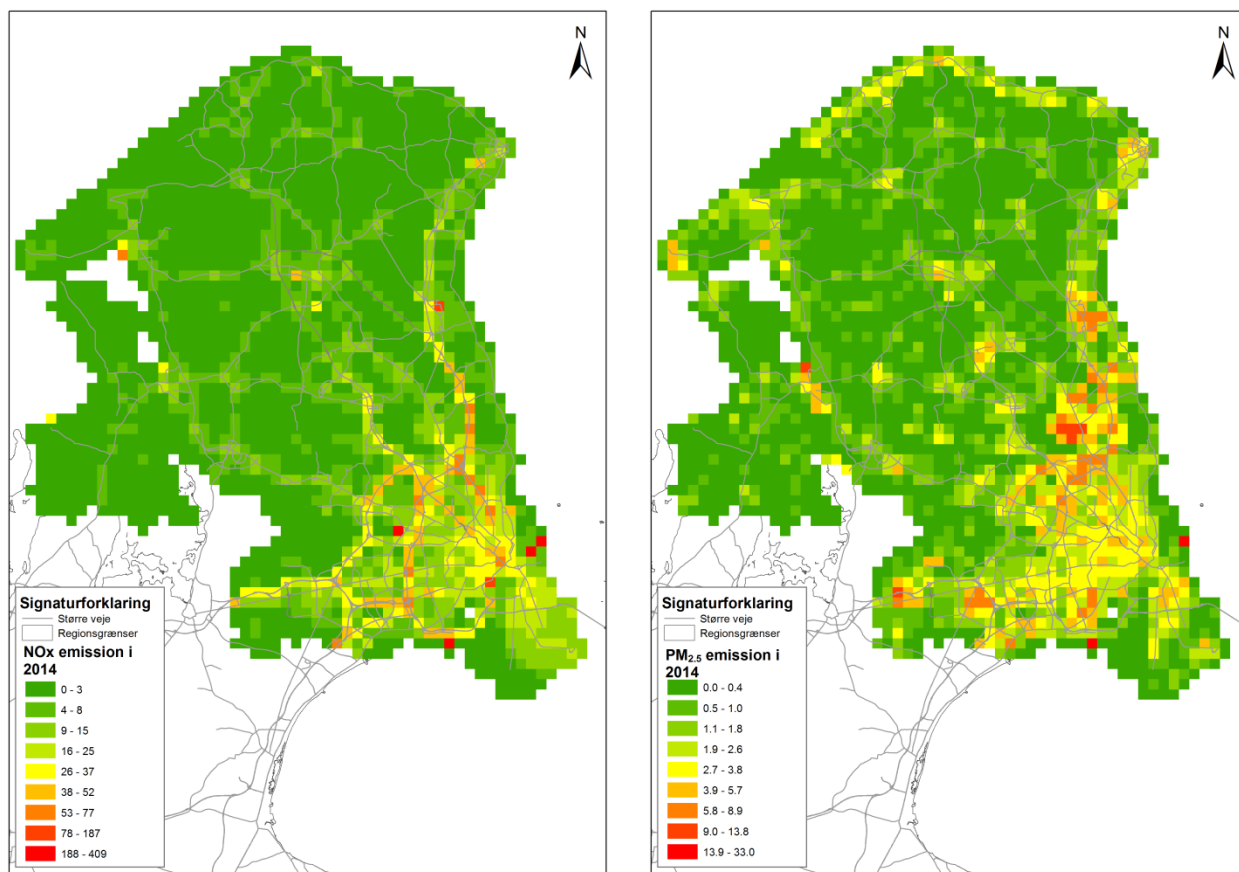 N
Signaturforklaring
Større veje
Regionsgrænser
NOx emission i
2014
0 - 3
4 - 8
9 - 15
16 - 25
26 - 37
38 - 52
53 - 77
78 - 187
188 - 409
N
Signaturforklaring
Større veje
Regionsgrænser
PM2.5 emission i
2014
0.0 - 0.4
0.5 - 1.0
1.1 - 1.8
1.9 - 2.6
2.7 - 3.8
3.9 - 5.7
5.8 - 8.9
9.0 - 13.8
13.9 - 33.0